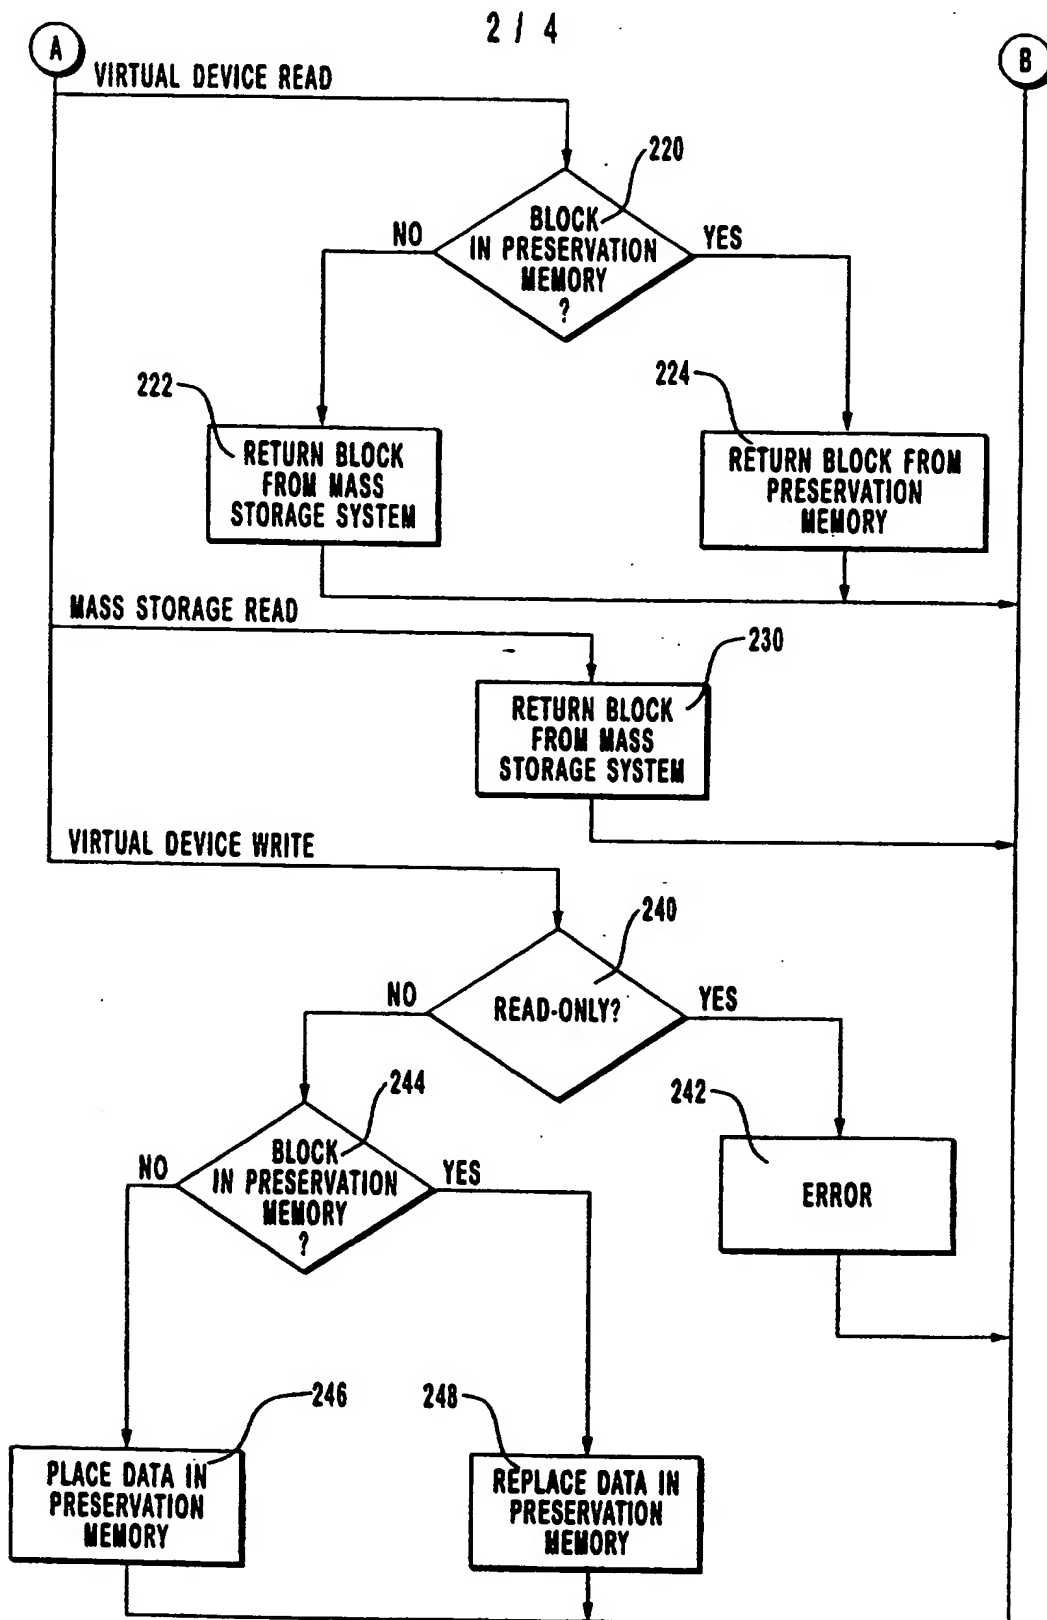 2 / 4
A
B
VIRTUAL DEVICE READ
220
BLOCK
IN PRESERVATION
MEMORY
?
NO
YES
222
224
RETURN BLOCK
FROM MASS
STORAGE SYSTEM
RETURN BLOCK FROM
PRESERVATION
MEMORY
MASS STORAGE READ
230
RETURN BLOCK
FROM MASS
STORAGE SYSTEM
VIRTUAL DEVICE WRITE
240
NO
READ-ONLY?
YES
244
242
BLOCK
IN PRESERVATION
MEMORY
?
NO
YES
ERROR
246
248
PLACE DATA IN
PRESERVATION
MEMORY
REPLACE DATA IN
PRESERVATION
MEMORY